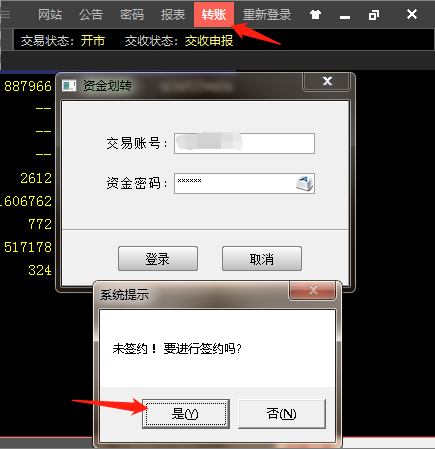 网站 公告 密码 报表 转账 重新登录
交易状态：开市 交收状态：交收申报
887966
--
--
--
2612
1606762
772
517178
324
资金划转
交易账号：
资金密码：******
登录 取消
系统提示
未签约！要进行签约吗?
是(Y) 否(N)